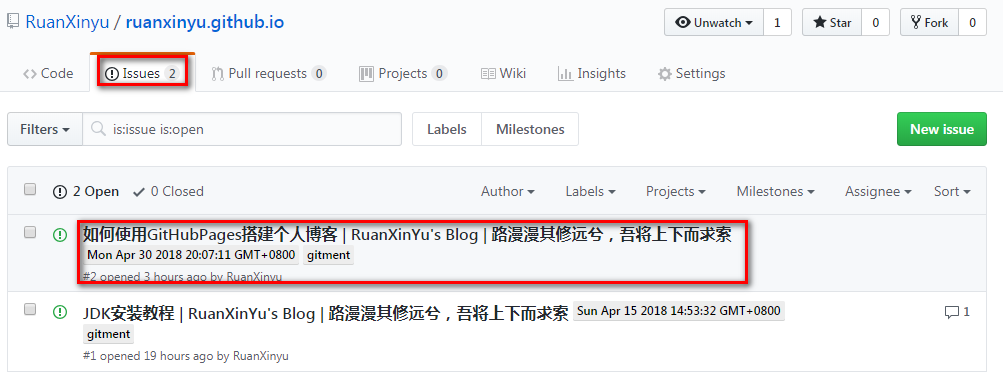 RuanXinyu / ruanxinyu.github.io
Unwatch 1 Star 0 Fork 0
Code Issues 2 Pull requests 0 Projects 0 Wiki Insights Settings
Filters is:issue is:open Labels Milestones New issue
2 Open 0 Closed Author Labels Projects Milestones Assignee Sort
如何使用GitHubPages搭建个人博客 | RuanXinYu's Blog | 路漫漫其修远兮，吾将上下而求索
Mon Apr 30 2018 20:07:11 GMT+0800 gitment
#2 opened 3 hours ago by RuanXinyu
JDK安装教程 | RuanXinYu's Blog | 路漫漫其修远兮，吾将上下而求索 Sun Apr 15 2018 14:53:32 GMT+0800 1
gitment
#1 opened 19 hours ago by RuanXinyu